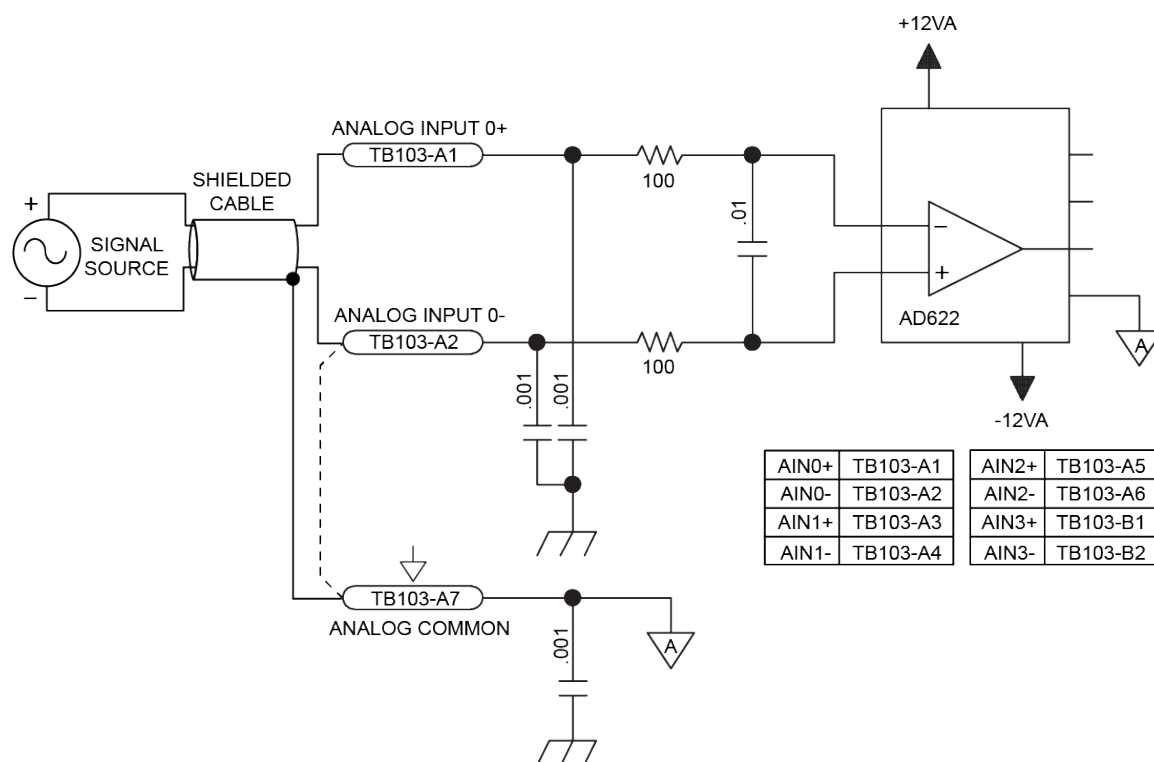 +12VA
ANALOG INPUT 0+
TB103-A1
SHIELDED
CABLE
100
+
SIGNAL
SOURCE
–
.01
–
+
AD622
A
ANALOG INPUT 0-
TB103-A2
100
.001
.001
-12VA
AIN0+ TB103-A1
AIN0- TB103-A2
AIN1+ TB103-A3
AIN1- TB103-A4
AIN2+ TB103-A5
AIN2- TB103-A6
AIN3+ TB103-B1
AIN3- TB103-B2
TB103-A7
ANALOG COMMON
.001
A